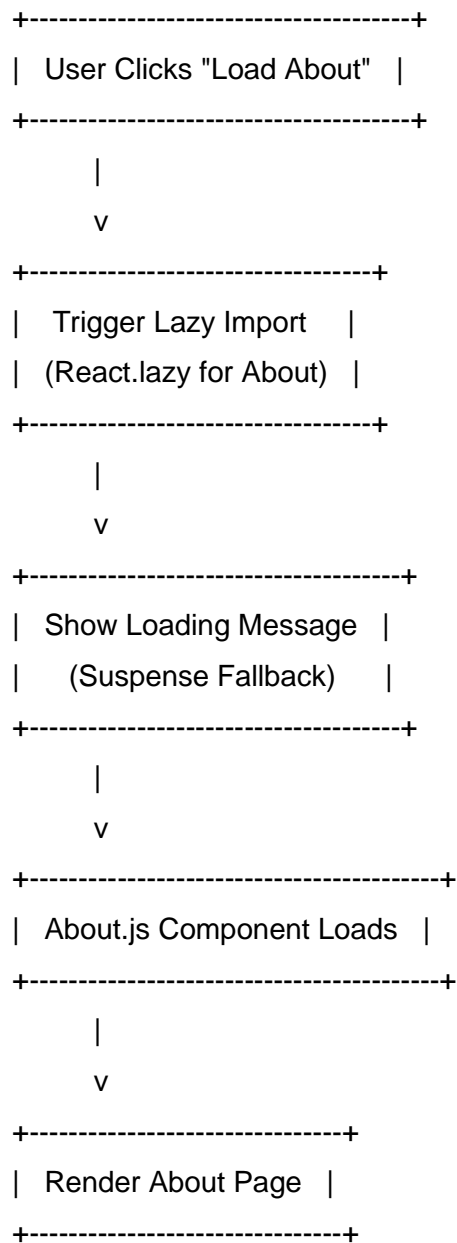 +--------------------------------------+
| User Clicks "Load About" |
+--------------------------------------+
|
v
+----------------------------------+
| Trigger Lazy Import |
| (React.lazy for About) |
+----------------------------------+
|
v
+-------------------------------------+
| Show Loading Message |
| (Suspense Fallback) |
+-------------------------------------+
|
v
+-----------------------------------------+
| About.js Component Loads |
+-----------------------------------------+
|
v
+-------------------------------+
| Render About Page |
+-------------------------------+